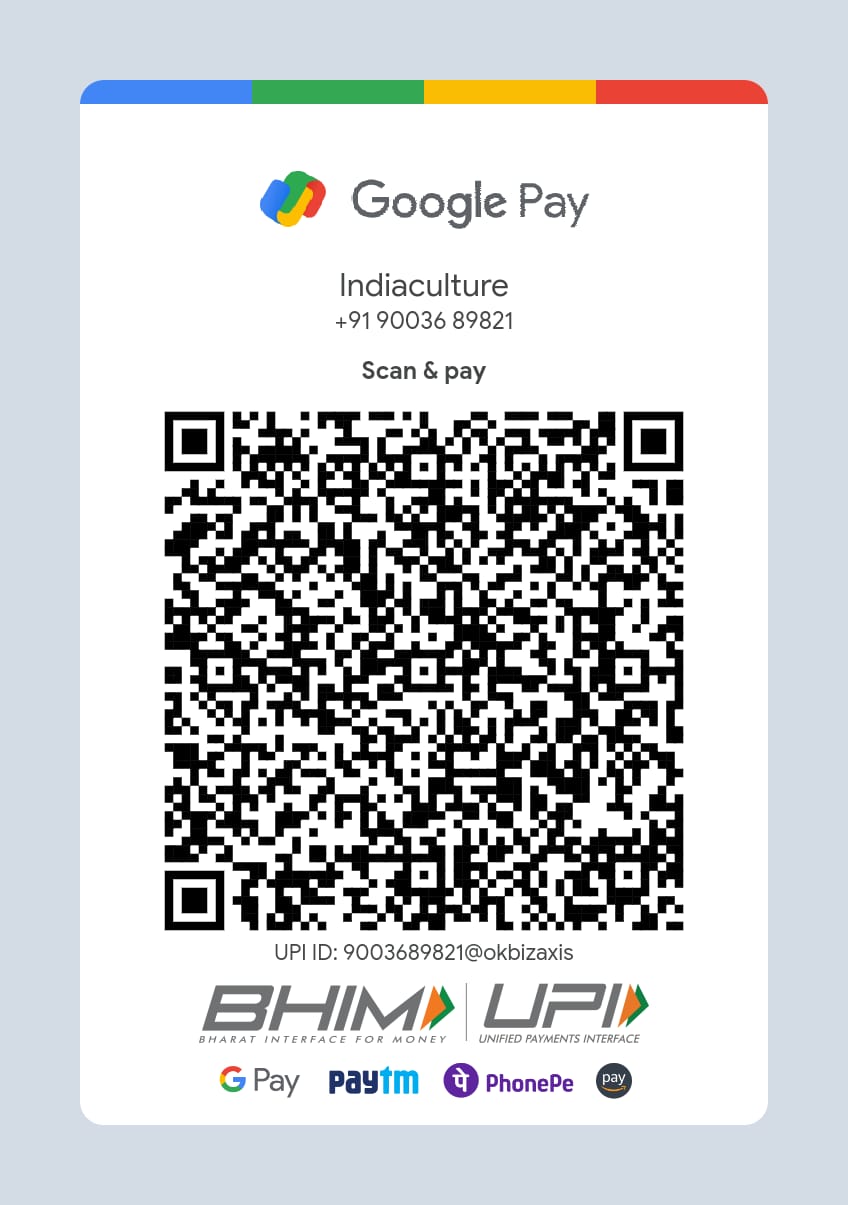 Google Pay
Indiaculture
+91 90036 89821
Scan & pay
UPI ID: 9003689821@okbizaxis
BHIM UPI
BHARAT INTERFACE FOR MONEY UNIFIED PAYMENTS INTERFACE
G Pay paytm पे PhonePe pay